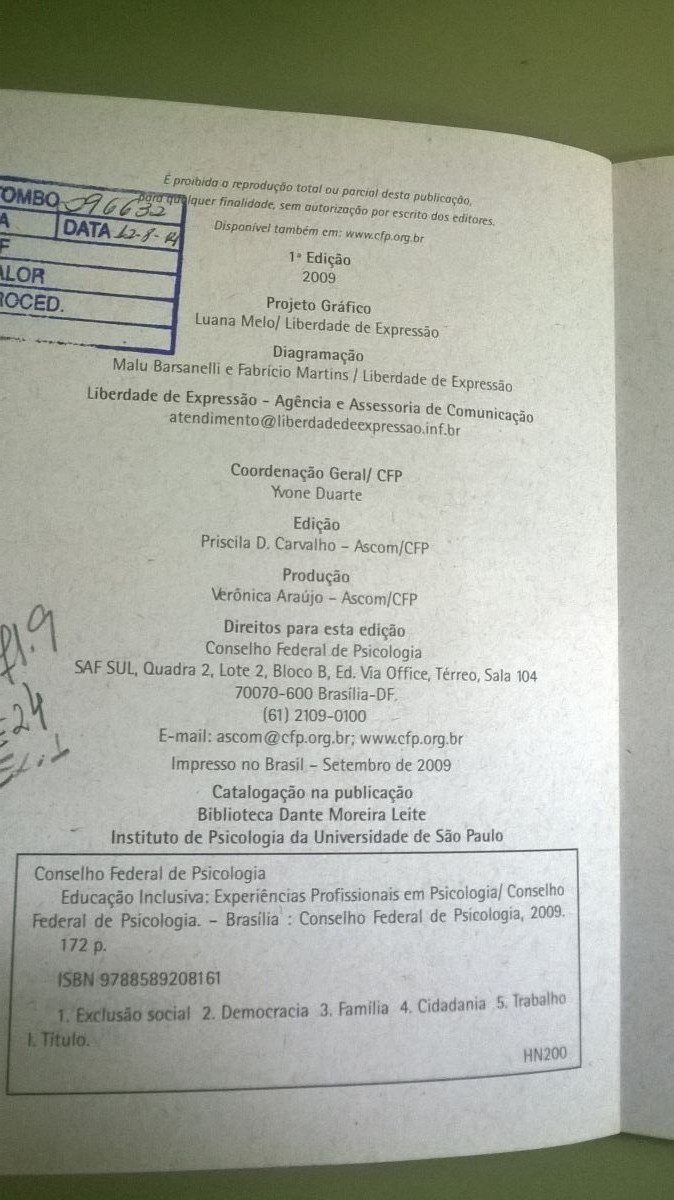 É proibida a reprodução total ou parcial desta publicação,
para qualquer finalidade, sem autorização por escrito dos editores.
Disponível também em: www.cfp.org.br
OMBO 096632
A DATA
F
ALOR
ROCED.
1ª Edição
2009
Projeto Gráfico
Luana Melo/ Liberdade de Expressão
Diagramação
Malu Barsanelli e Fabrício Martins / Liberdade de Expressão
Liberdade de Expressão - Agência e Assessoria de Comunicação
atendimento@liberdadedeexpressao.inf.br
Coordenação Geral/ CFP
Yvone Duarte
Edição
Priscila D. Carvalho – Ascom/CFP
Produção
Verônica Araújo – Ascom/CFP
Direitos para esta edição
Conselho Federal de Psicologia
SAF SUL, Quadra 2, Lote 2, Bloco B, Ed. Via Office, Térreo, Sala 104
70070-600 Brasília-DF.
(61) 2109-0100
E-mail: ascom@cfp.org.br; www.cfp.org.br
Impresso no Brasil – Setembro de 2009
Catalogação na publicação
Biblioteca Dante Moreira Leite
Instituto de Psicologia da Universidade de São Paulo
Conselho Federal de Psicologia
Educação Inclusiva: Experiências Profissionais em Psicologia/ Conselho
Federal de Psicologia. – Brasília : Conselho Federal de Psicologia, 2009.
172 p.
ISBN 9788589208161
1. Exclusão social 2. Democracia 3. Família 4. Cidadania 5. Trabalho
I. Título.
HN200